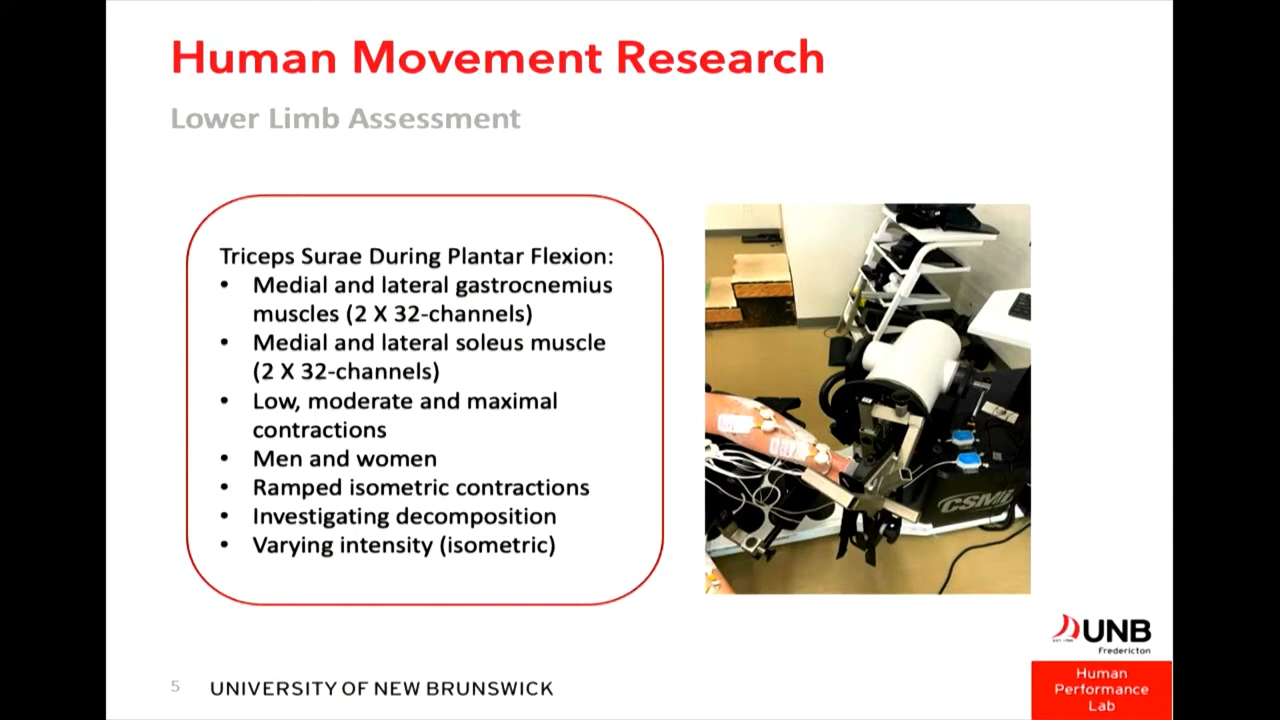 Human Movement Research
Lower Limb Assessment
Triceps Surae During Plantar Flexion:
• Medial and lateral gastrocnemius
muscles (2 X 32-channels)
• Medial and lateral soleus muscle
(2 X 32-channels)
• Low, moderate and maximal
contractions
• Men and women
• Ramped isometric contractions
• Investigating decomposition
• Varying intensity (isometric)
CSMi
UNB
Fredericton
5 UNIVERSITY OF NEW BRUNSWICK
Human
Performance
Lab